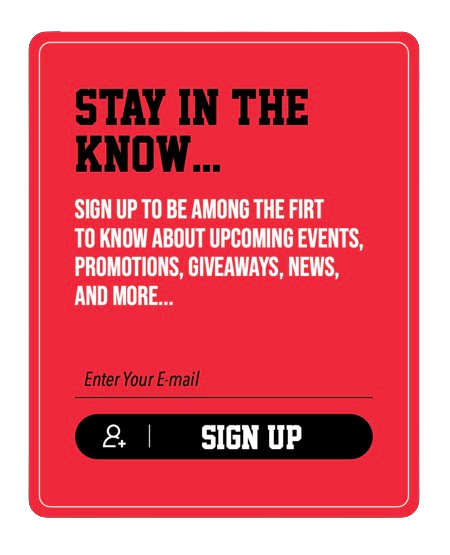 STAY IN THE
KNOW...
SIGN UP TO BE AMONG THE FIRT
TO KNOW ABOUT UPCOMING EVENTS,
PROMOTIONS, GIVEAWAYS, NEWS,
AND MORE...
Enter Your E-mail
SIGN UP